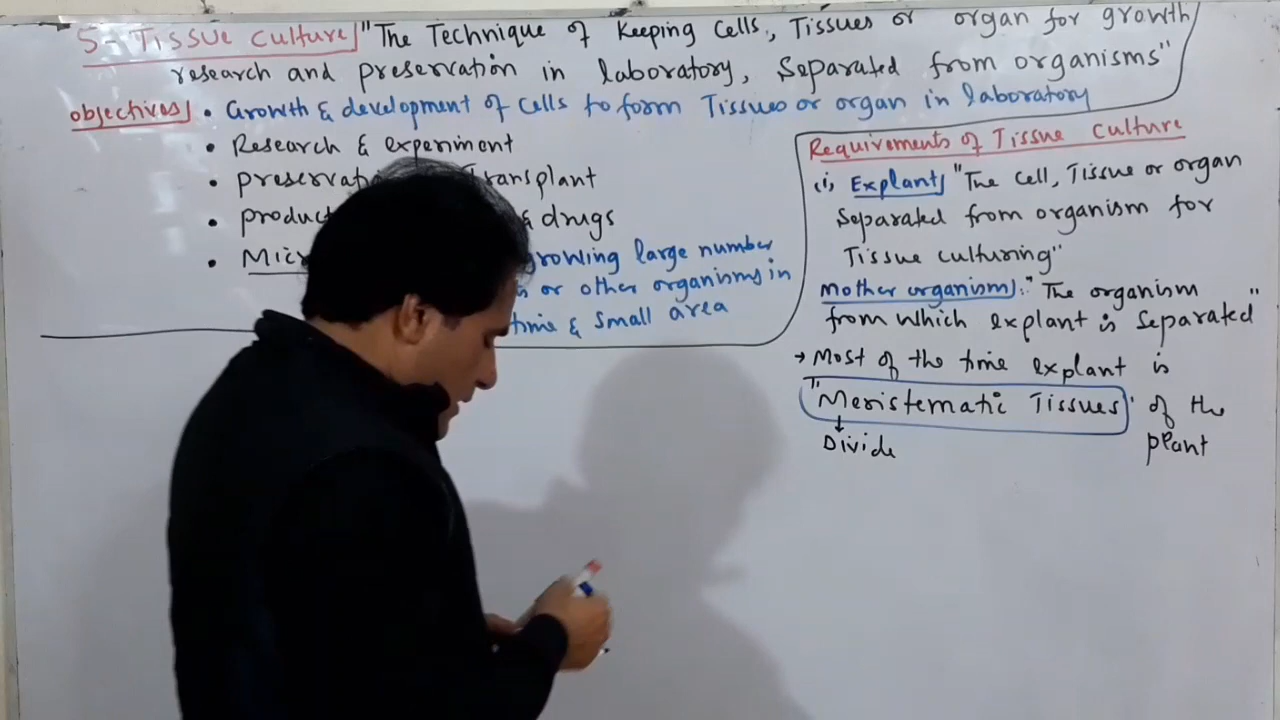 5- Tissue culture "The Technique of Keeping Cells, Tissues or organ for growth
research and preservation in laboratory, Separated from organisms"
objectives • Growth & development of cells to form Tissues or organ in laboratory
• Research & experiment
• Transplant
• & drugs
• growing large number
or other organisms in
time & small area
Requirements of Tissue culture
(i) Explant "The cell, Tissue or organ
Separated from organism for
Tissue culturing"
Mother organism:- "The organism
from which explant is separated"
→ Most of the time explant is
"Meristematic Tissues" of the
↓
Divide plant